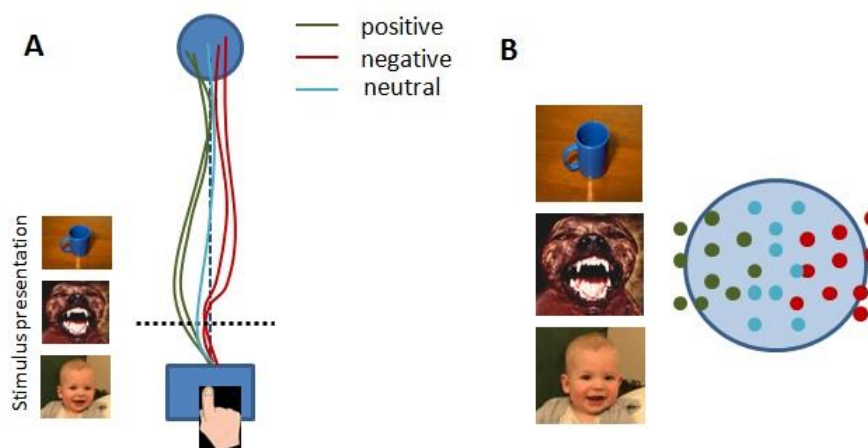 A
positive
negative
neutral
B
Stimulus presentation